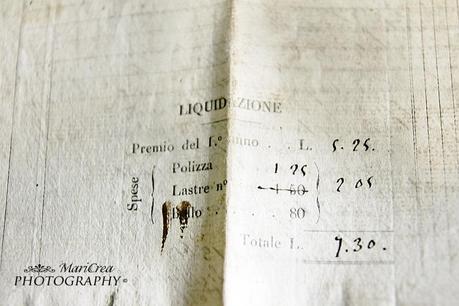 LIQUIDAZIONE
Premio del I.º anno . . L. 5.25.
Spese
Polizza . . 1 25
Lastre nº 1 50
2 05
Bollo . . . . 80
Totale L. 7.30.
MariCrea
PHOTOGRAPHY©